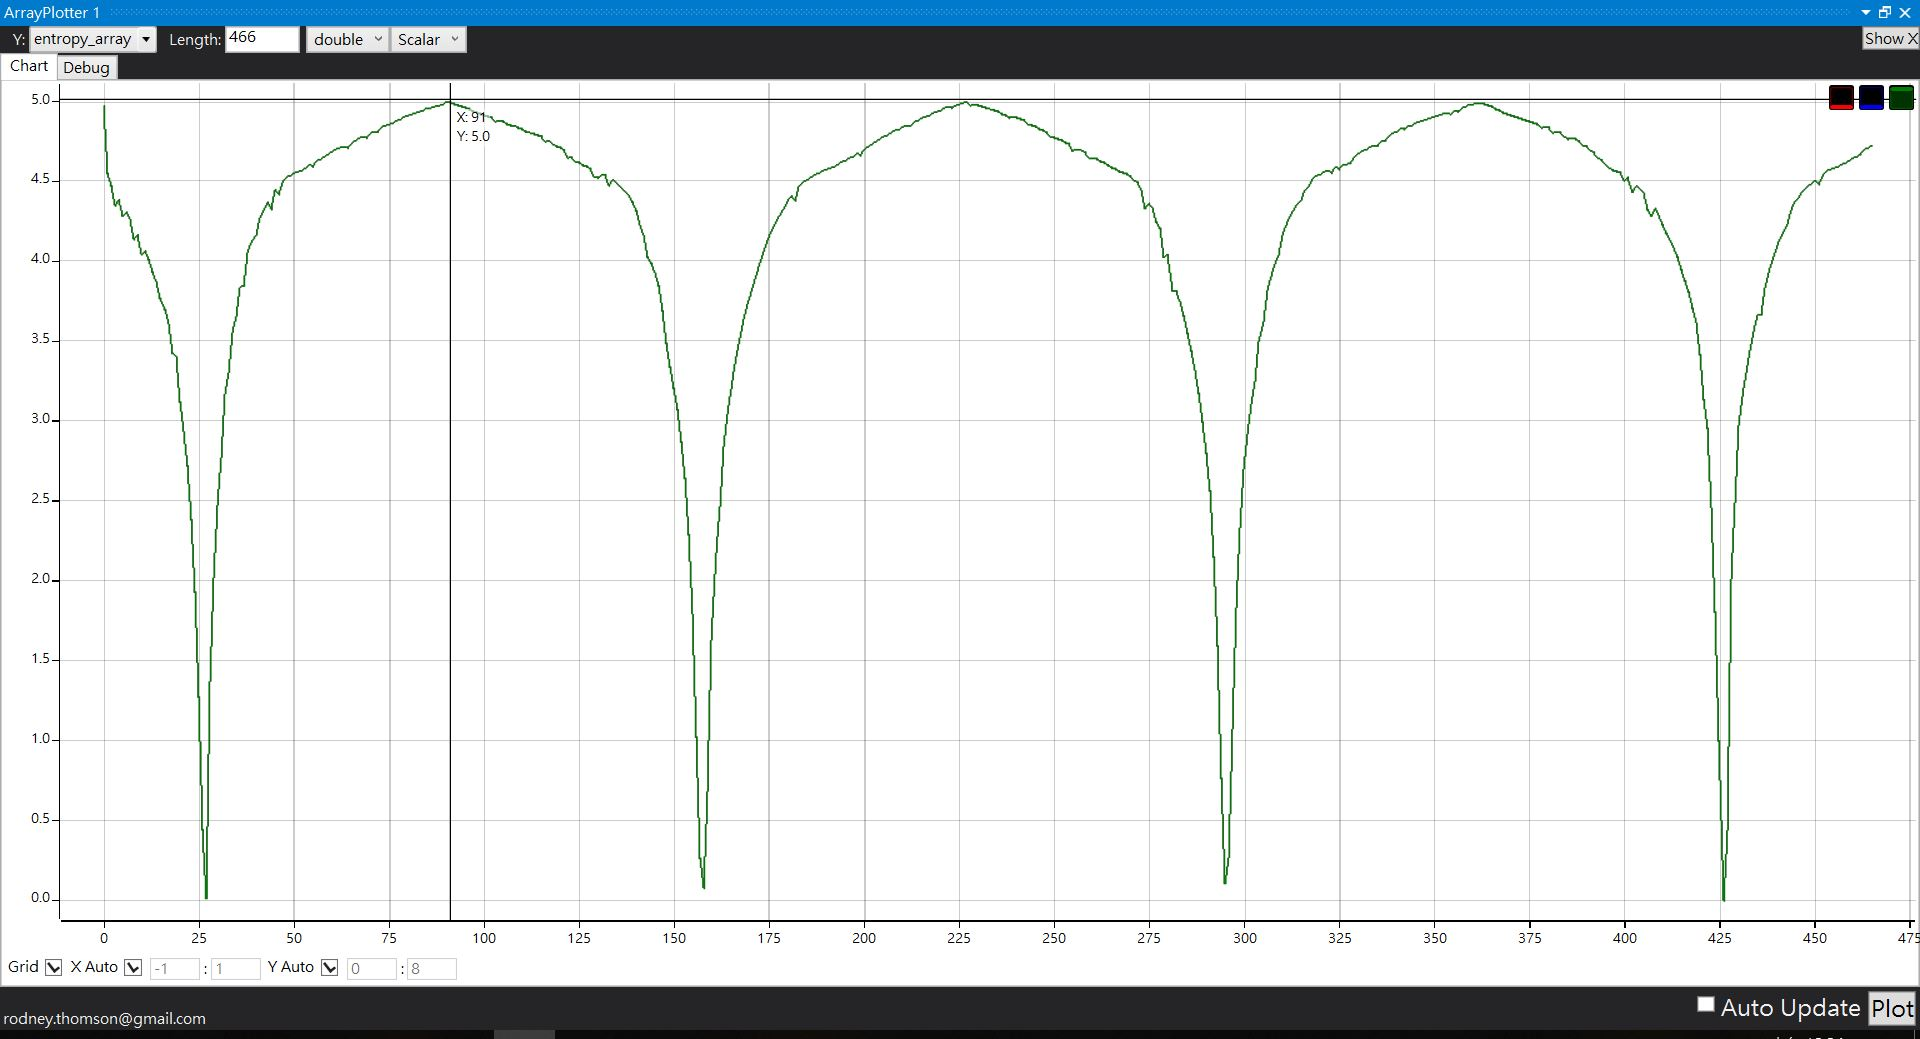 ArrayPlotter 1
Y: entropy_array Length: 466 double Scalar Show X
Chart Debug
5.0
4.5
4.0
3.5
3.0
2.5
2.0
1.5
1.0
0.5
0.0
X: 91
Y: 5.0
0 25 50 75 100 125 150 175 200 225 250 275 300 325 350 375 400 425 450 475
Grid X Auto -1 : 1 Y Auto 0 : 8
Auto Update Plot
rodney.thomson@gmail.com